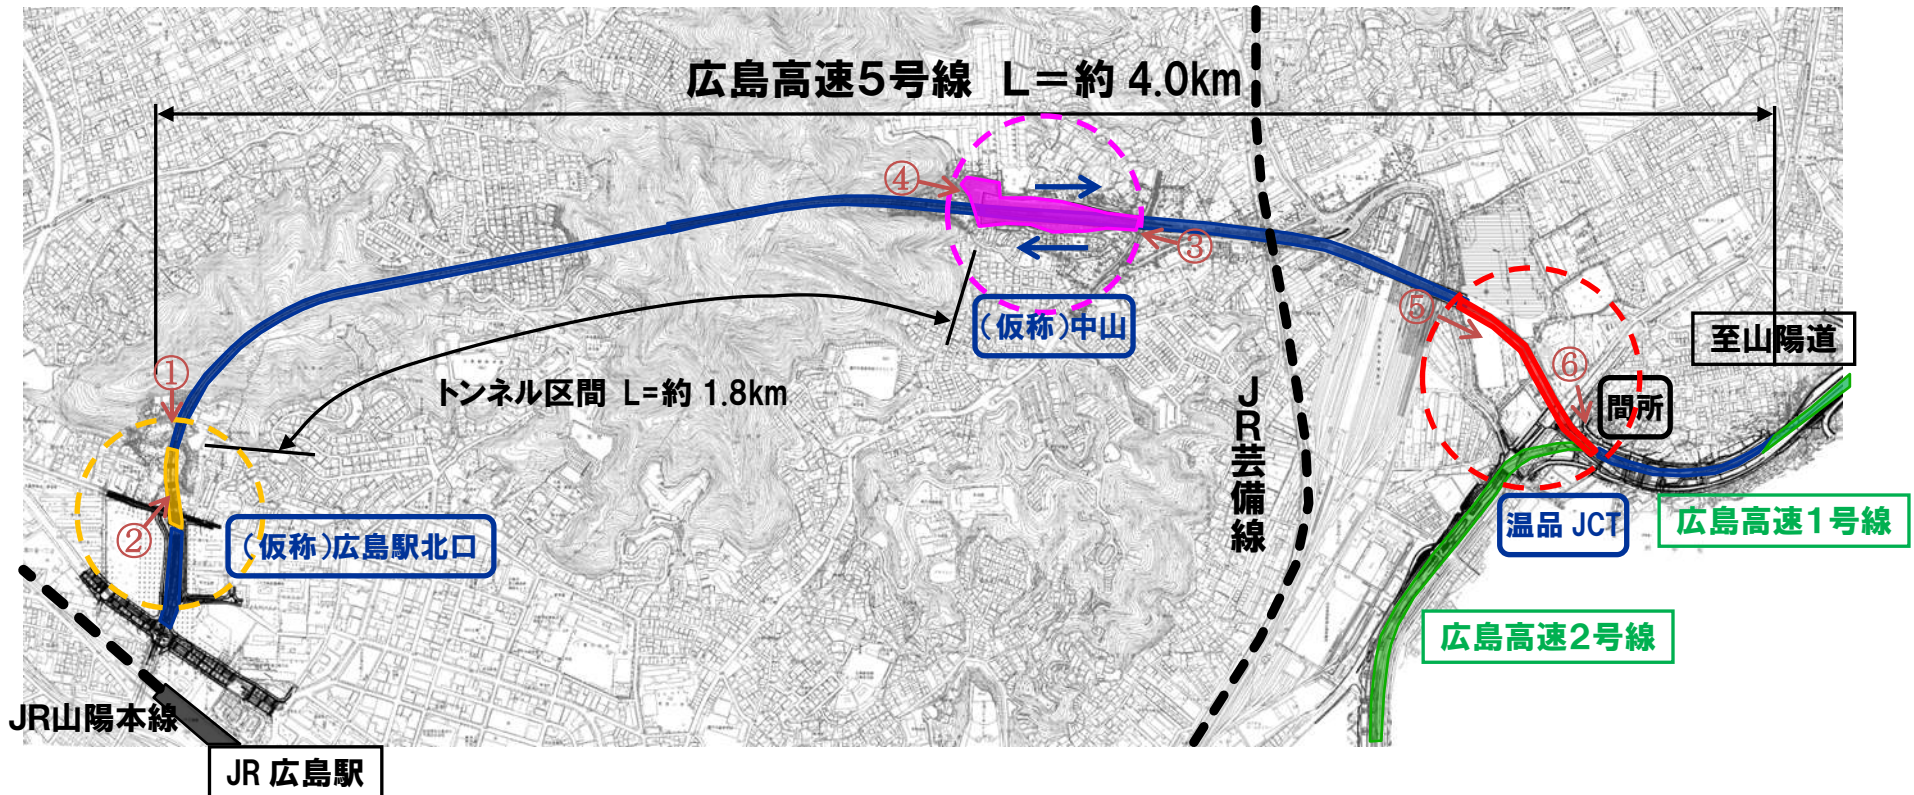 広島高速5号線 L=約 4.0km
④
③
(仮称)中山
⑤
至山陽道
①
⑥
トンネル区間 L=約 1.8km
間所
JR芸備線
②
(仮称)広島駅北口
温品 JCT
広島高速1号線
広島高速2号線
JR山陽本線
JR 広島駅